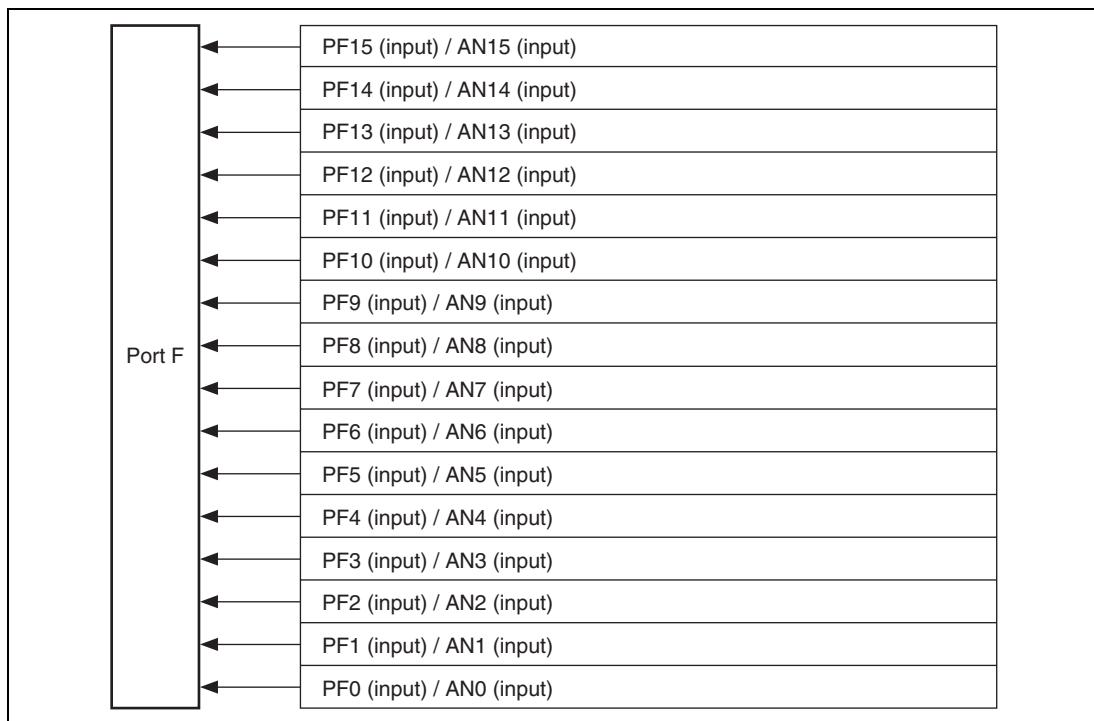 Port F
PF15 (input) / AN15 (input)
PF14 (input) / AN14 (input)
PF13 (input) / AN13 (input)
PF12 (input) / AN12 (input)
PF11 (input) / AN11 (input)
PF10 (input) / AN10 (input)
PF9 (input) / AN9 (input)
PF8 (input) / AN8 (input)
PF7 (input) / AN7 (input)
PF6 (input) / AN6 (input)
PF5 (input) / AN5 (input)
PF4 (input) / AN4 (input)
PF3 (input) / AN3 (input)
PF2 (input) / AN2 (input)
PF1 (input) / AN1 (input)
PF0 (input) / AN0 (input)